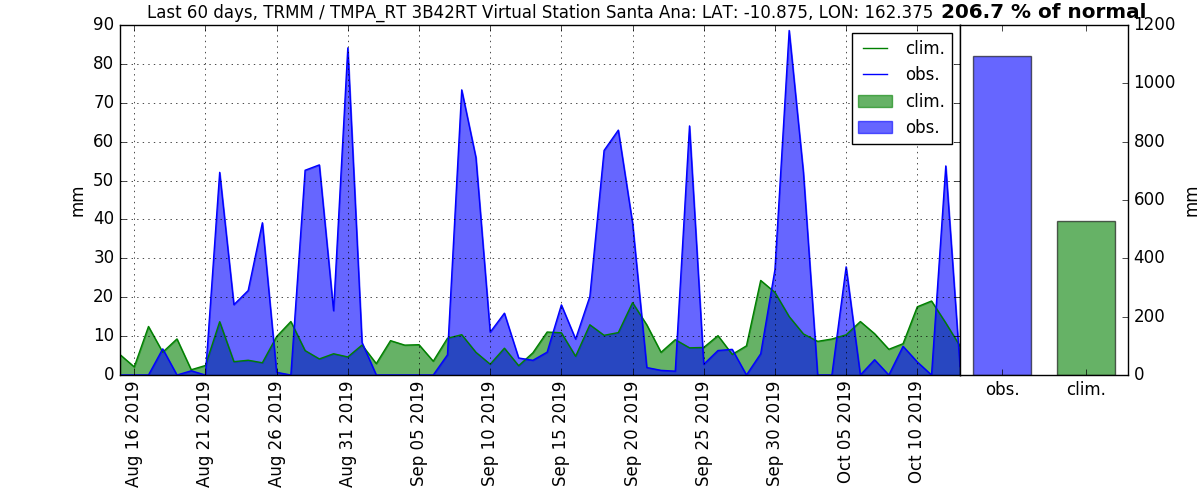 Last 60 days, TRMM / TMPA_RT 3B42RT Virtual Station Santa Ana: LAT: -10.875, LON: 162.375 206.7 % of normal
90
80
70
60
50
40
30
20
10
0
mm
clim.
obs.
clim.
obs.
1200
1000
800
600
400
200
0
mm
Aug 16 2019
Aug 21 2019
Aug 26 2019
Aug 31 2019
Sep 05 2019
Sep 10 2019
Sep 15 2019
Sep 20 2019
Sep 25 2019
Sep 30 2019
Oct 05 2019
Oct 10 2019
obs.
clim.